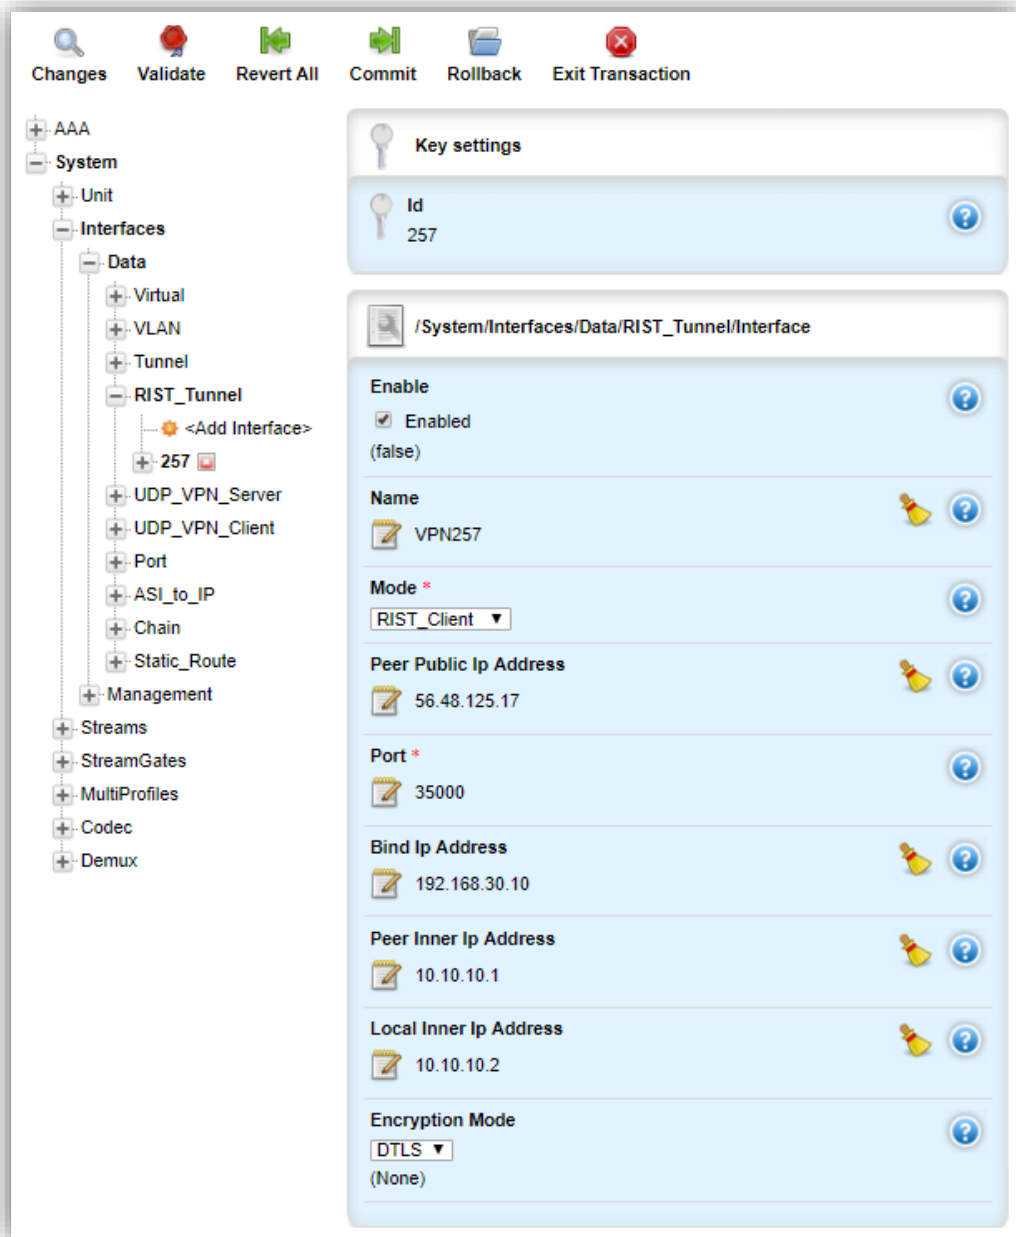 Changes Validate Revert All Commit Rollback Exit Transaction
AAA
System
Unit
Interfaces
Data
Virtual
VLAN
Tunnel
RIST_Tunnel
<Add Interface>
257
UDP_VPN_Server
UDP_VPN_Client
Port
ASI_to_IP
Chain
Static_Route
Management
Streams
StreamGates
MultiProfiles
Codec
Demux
Key settings
Id
257
/System/Interfaces/Data/RIST_Tunnel/Interface
Enable
Enabled
(false)
Name
VPN257
Mode *
RIST_Client
Peer Public Ip Address
56.48.125.17
Port *
35000
Bind Ip Address
192.168.30.10
Peer Inner Ip Address
10.10.10.1
Local Inner Ip Address
10.10.10.2
Encryption Mode
DTLS
(None)